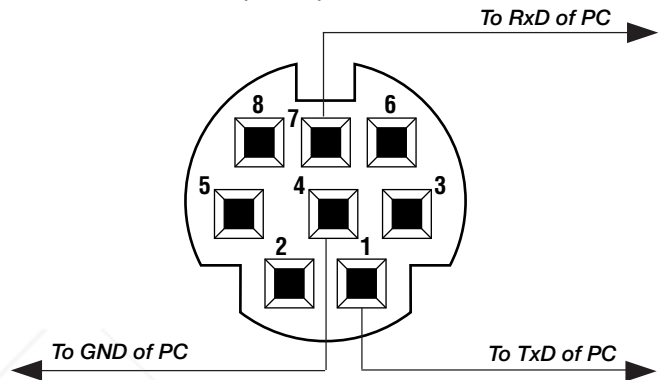 To RxD of PC
8 7 6
5 4 3
2 1
To GND of PC To TxD of PC